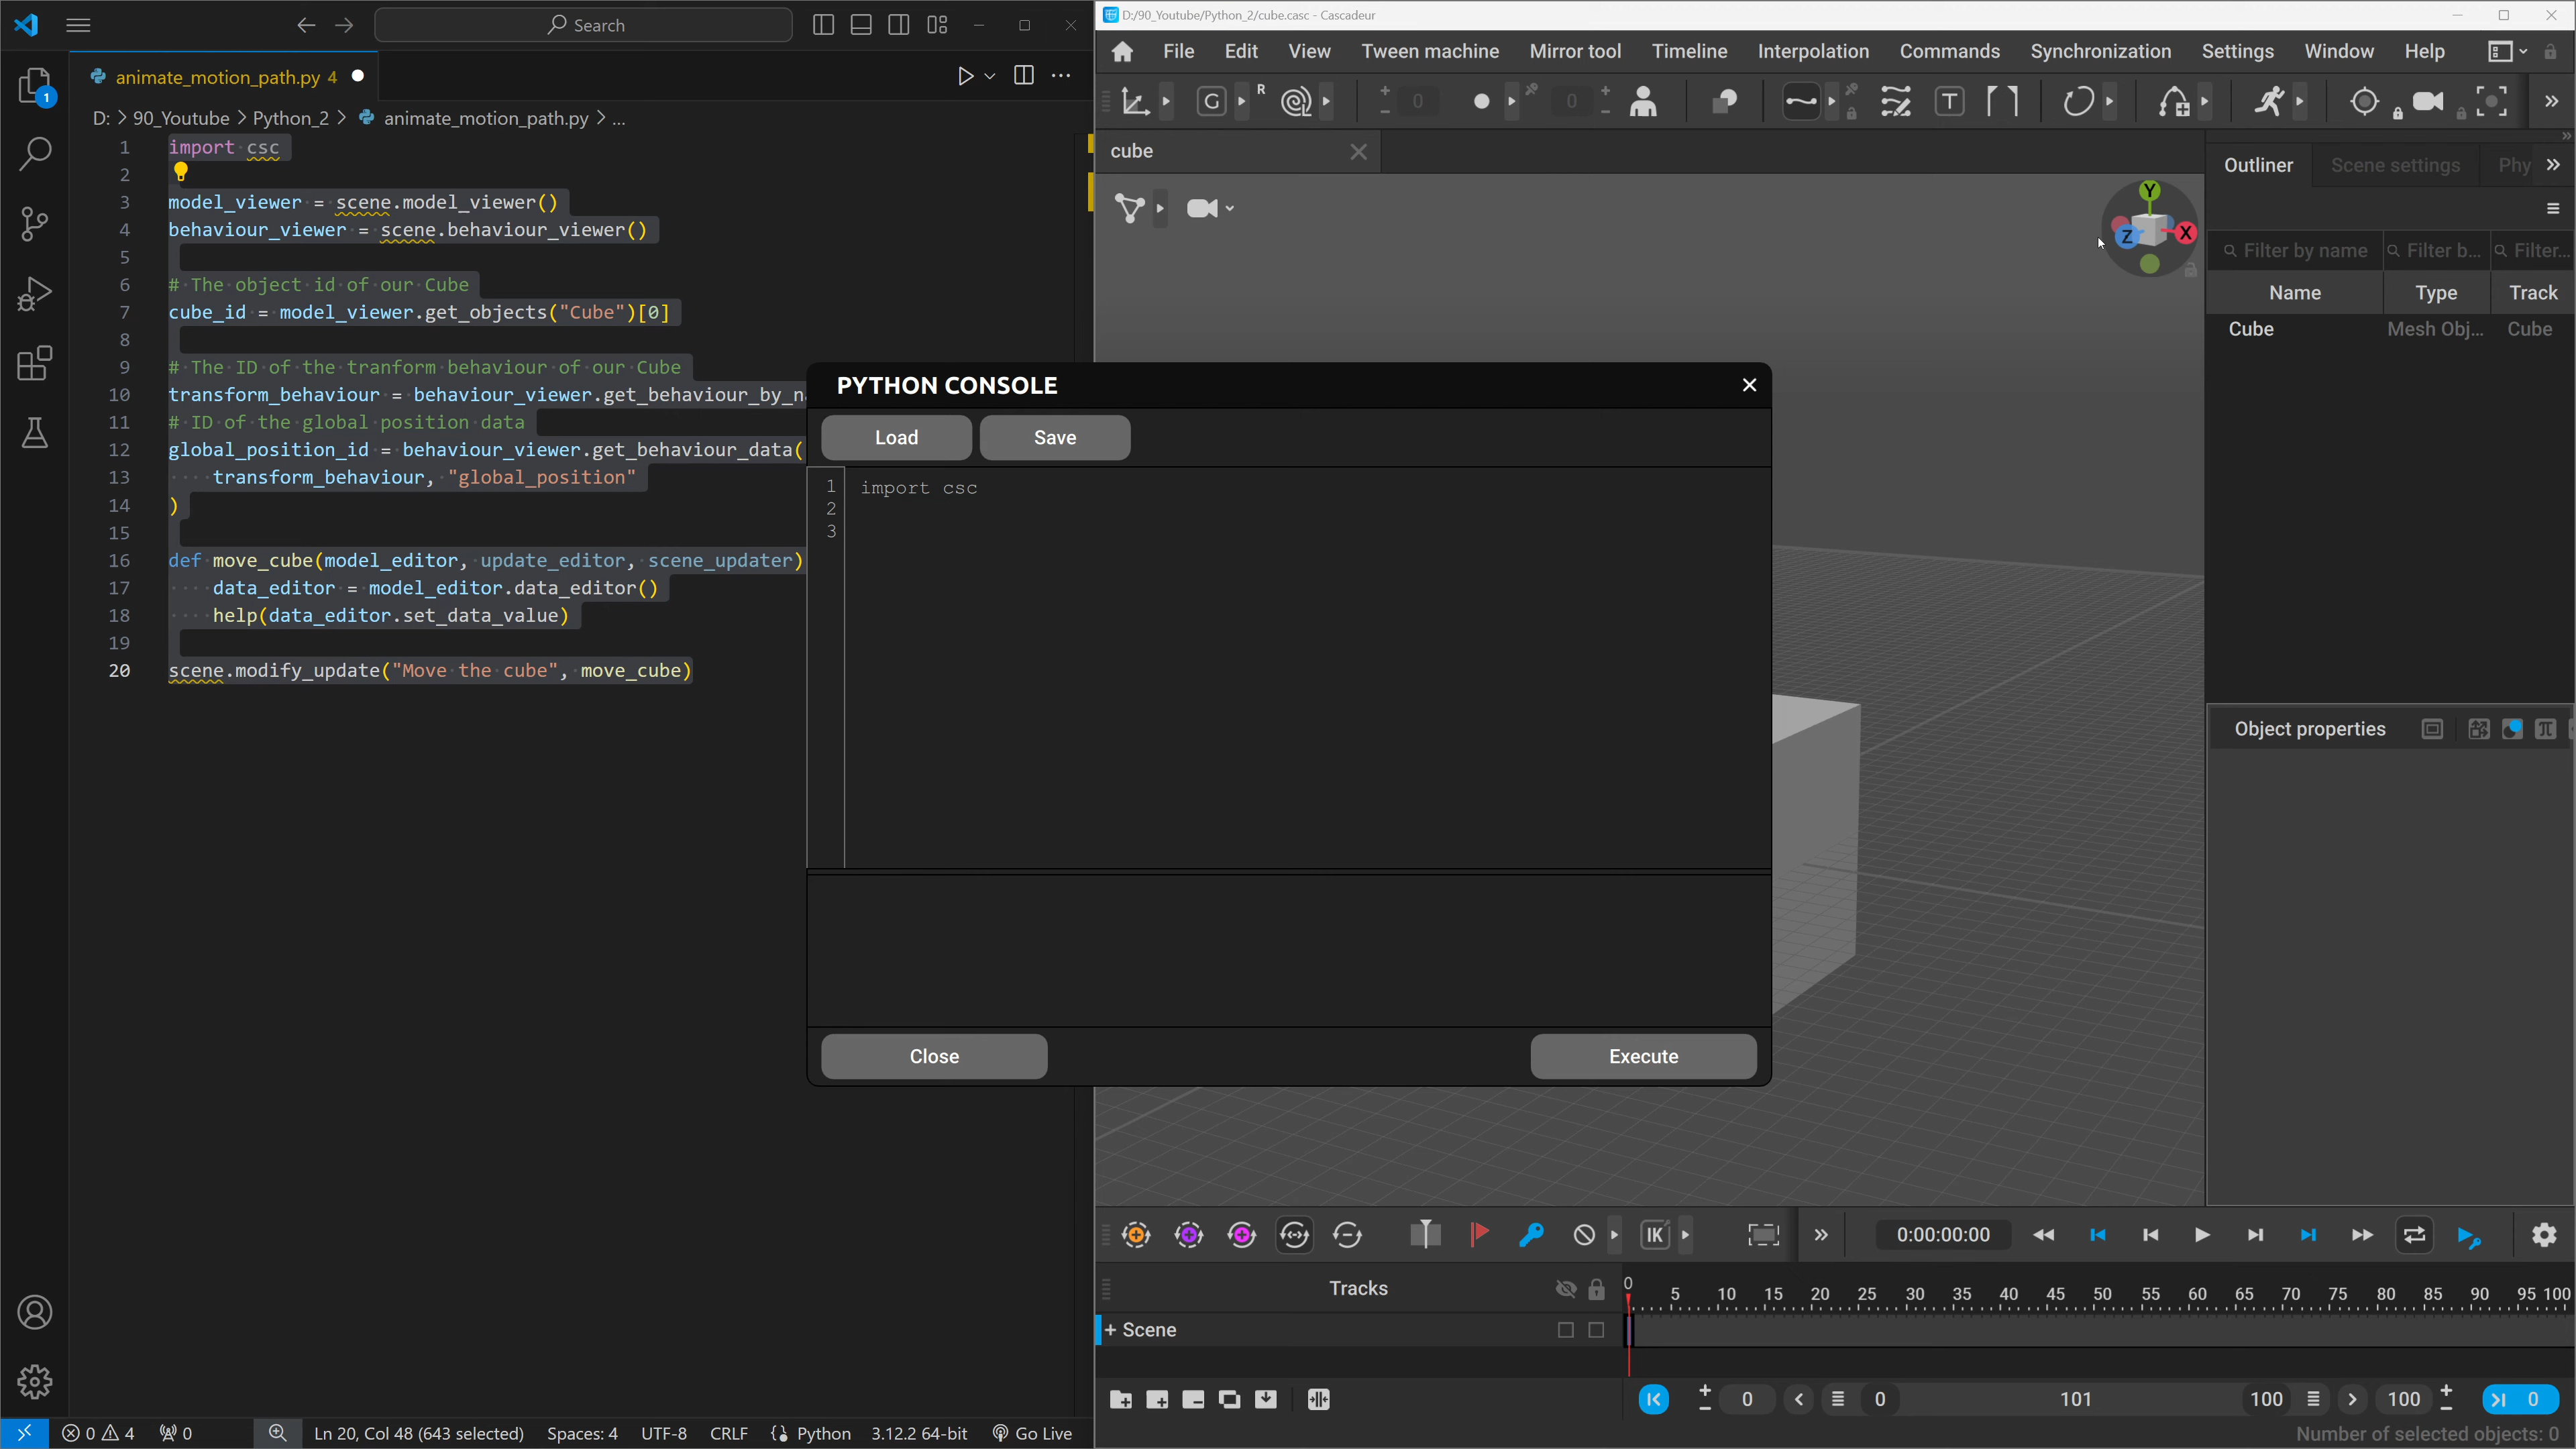 Search
animate_motion_path.py 4
D: > 90_Youtube > Python_2 > animate_motion_path.py > ...
1 import csc
2
3 model_viewer = scene.model_viewer()
4 behaviour_viewer = scene.behaviour_viewer()
5
6 # The object id of our Cube
7 cube_id = model_viewer.get_objects("Cube")[0]
8
9 # The ID of the tranform behaviour of our Cube
10 transform_behaviour = behaviour_viewer.get_behaviour_by_n
11 # ID of the global position data
12 global_position_id = behaviour_viewer.get_behaviour_data(
13 transform_behaviour, "global_position"
14 )
15
16 def move_cube(model_editor, update_editor, scene_updater)
17 data_editor = model_editor.data_editor()
18 help(data_editor.set_data_value)
19
20 scene.modify_update("Move the cube", move_cube)
1
0 4 0 Ln 20, Col 48 (643 selected) Spaces: 4 UTF-8 CRLF Python 3.12.2 64-bit Go Live
D:/90_Youtube/Python_2/cube.casc - Cascadeur
File Edit View Tween machine Mirror tool Timeline Interpolation Commands Synchronization Settings Window Help
G R 0 0 T
cube
Y
Z X
Outliner Scene settings Phy
Filter by name Filter b... Filter...
Name Type Track
Cube Mesh Obj... Cube
Object properties
PYTHON CONSOLE
Load Save
1 import csc
2
3
Close Execute
IK 0:00:00:00
Tracks
0 5 10 15 20 25 30 35 40 45 50 55 60 65 70 75 80 85 90 95 100
+ Scene
0 0 101 100 100 0
Number of selected objects: 0